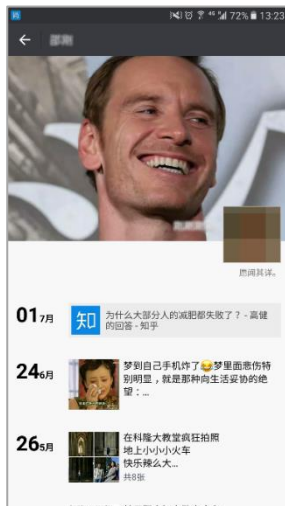 72% 13:23
愿闻其详。
01 7月
知
为什么大部分人的减肥都失败了？- 高健
的回答 - 知乎
24 6月
梦到自己手机炸了😂梦里面悲伤特
别明显，就是那种向生活妥协的绝
望：...
26 5月
在科隆大教堂疯狂拍照
地上小小小火车
快乐辣么大...
共8张